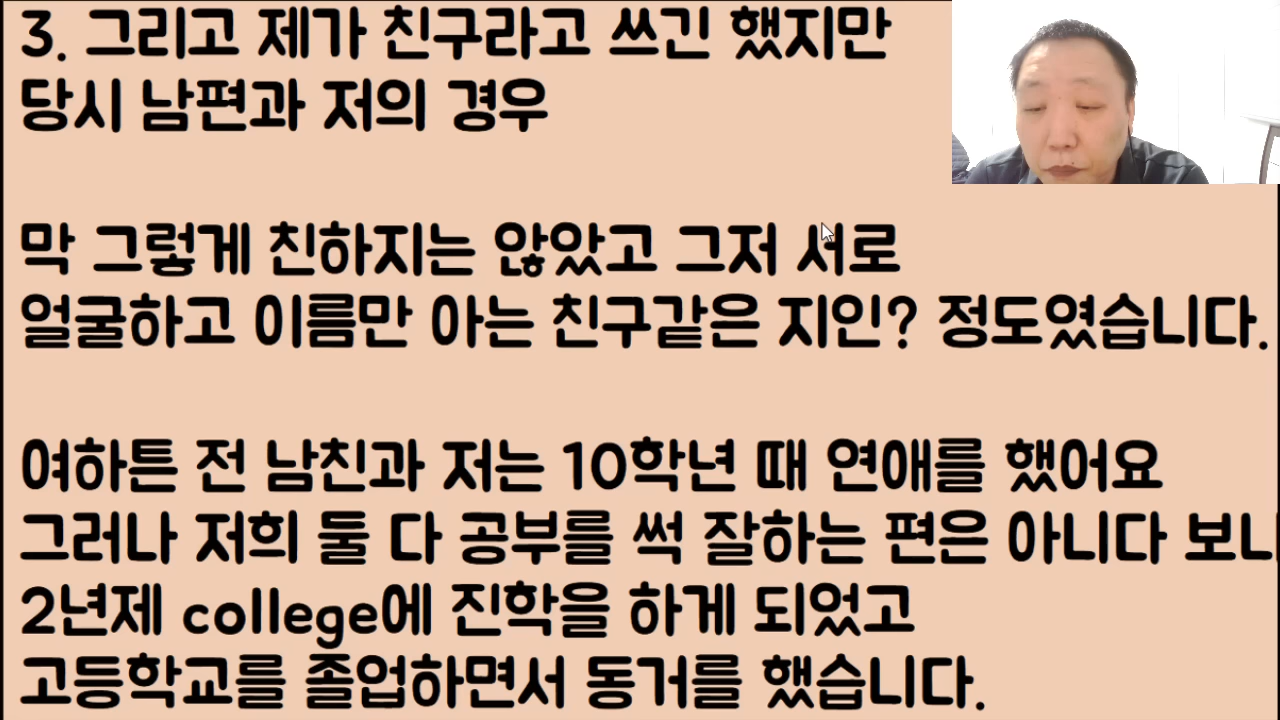 3. 그리고 제가 친구라고 쓰긴 했지만
당시 남편과 저의 경우
막 그렇게 친하지는 않았고 그저 서로
얼굴하고 이름만 아는 친구같은 지인? 정도였습니다.
여하튼 전 남친과 저는 10학년 때 연애를 했어요
그러나 저희 둘 다 공부를 썩 잘하는 편은 아니다 보니
2년제 college에 진학을 하게 되었고
고등학교를 졸업하면서 동거를 했습니다.